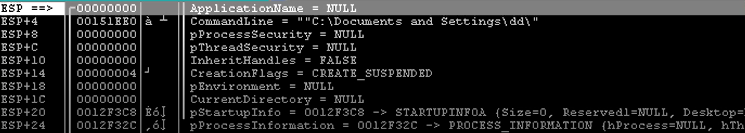 ESP ==> 00000000 ApplicationName = NULL
ESP+4 00151EE0 à ┴ CommandLine = ""C:\Documents and Settings\dd\"
ESP+8 00000000 pProcessSecurity = NULL
ESP+C 00000000 pThreadSecurity = NULL
ESP+10 00000000 InheritHandles = FALSE
ESP+14 00000004 ┘ CreationFlags = CREATE_SUSPENDED
ESP+18 00000000 pEnvironment = NULL
ESP+1C 00000000 CurrentDirectory = NULL
ESP+20 0012F3C8 Èó pStartupInfo = 0012F3C8 -> STARTUPINFOA {Size=0, Reserved1=NULL, Desktop=
ESP+24 0012F32C ,ó pProcessInformation = 0012F32C -> PROCESS_INFORMATION {hProcess=NULL, hTh